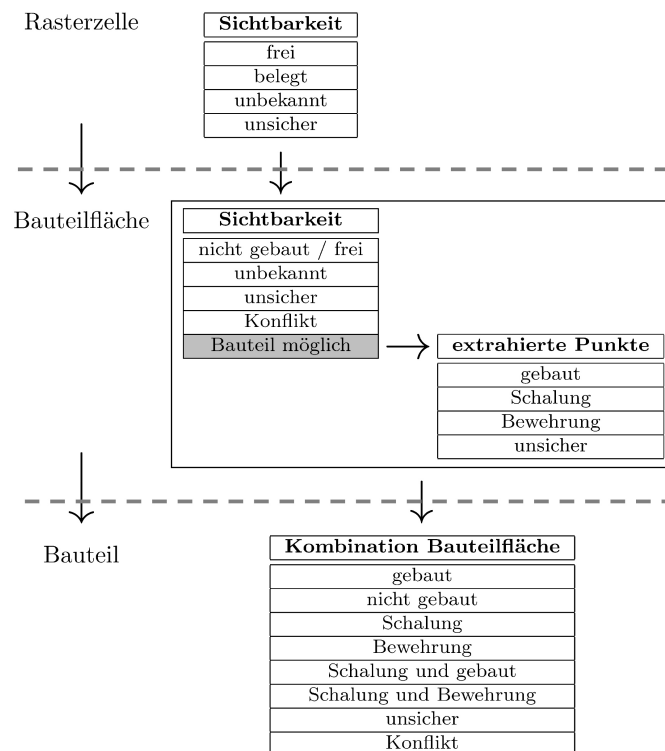 Rasterzelle
Sichtbarkeit
frei
belegt
unbekannt
unsicher
Bauteilfläche
Sichtbarkeit
nicht gebaut / frei
unbekannt
unsicher
Konflikt
Bauteil möglich
extrahierte Punkte
gebaut
Schalung
Bewehrung
unsicher
Bauteil
Kombination Bauteilfläche
gebaut
nicht gebaut
Schalung
Bewehrung
Schalung und gebaut
Schalung und Bewehrung
unsicher
Konflikt